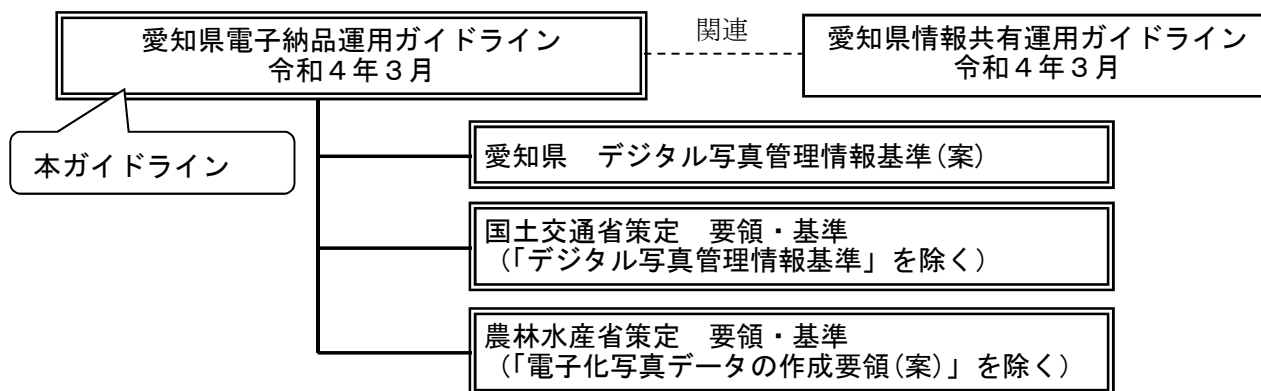 愛知県電子納品運用ガイドライン
令和４年３月
関連
愛知県情報共有運用ガイドライン
令和４年３月
本ガイドライン
愛知県　デジタル写真管理情報基準(案)
国土交通省策定　要領・基準
（「デジタル写真管理情報基準」を除く）
農林水産省策定　要領・基準
（「電子化写真データの作成要領(案)」を除く）